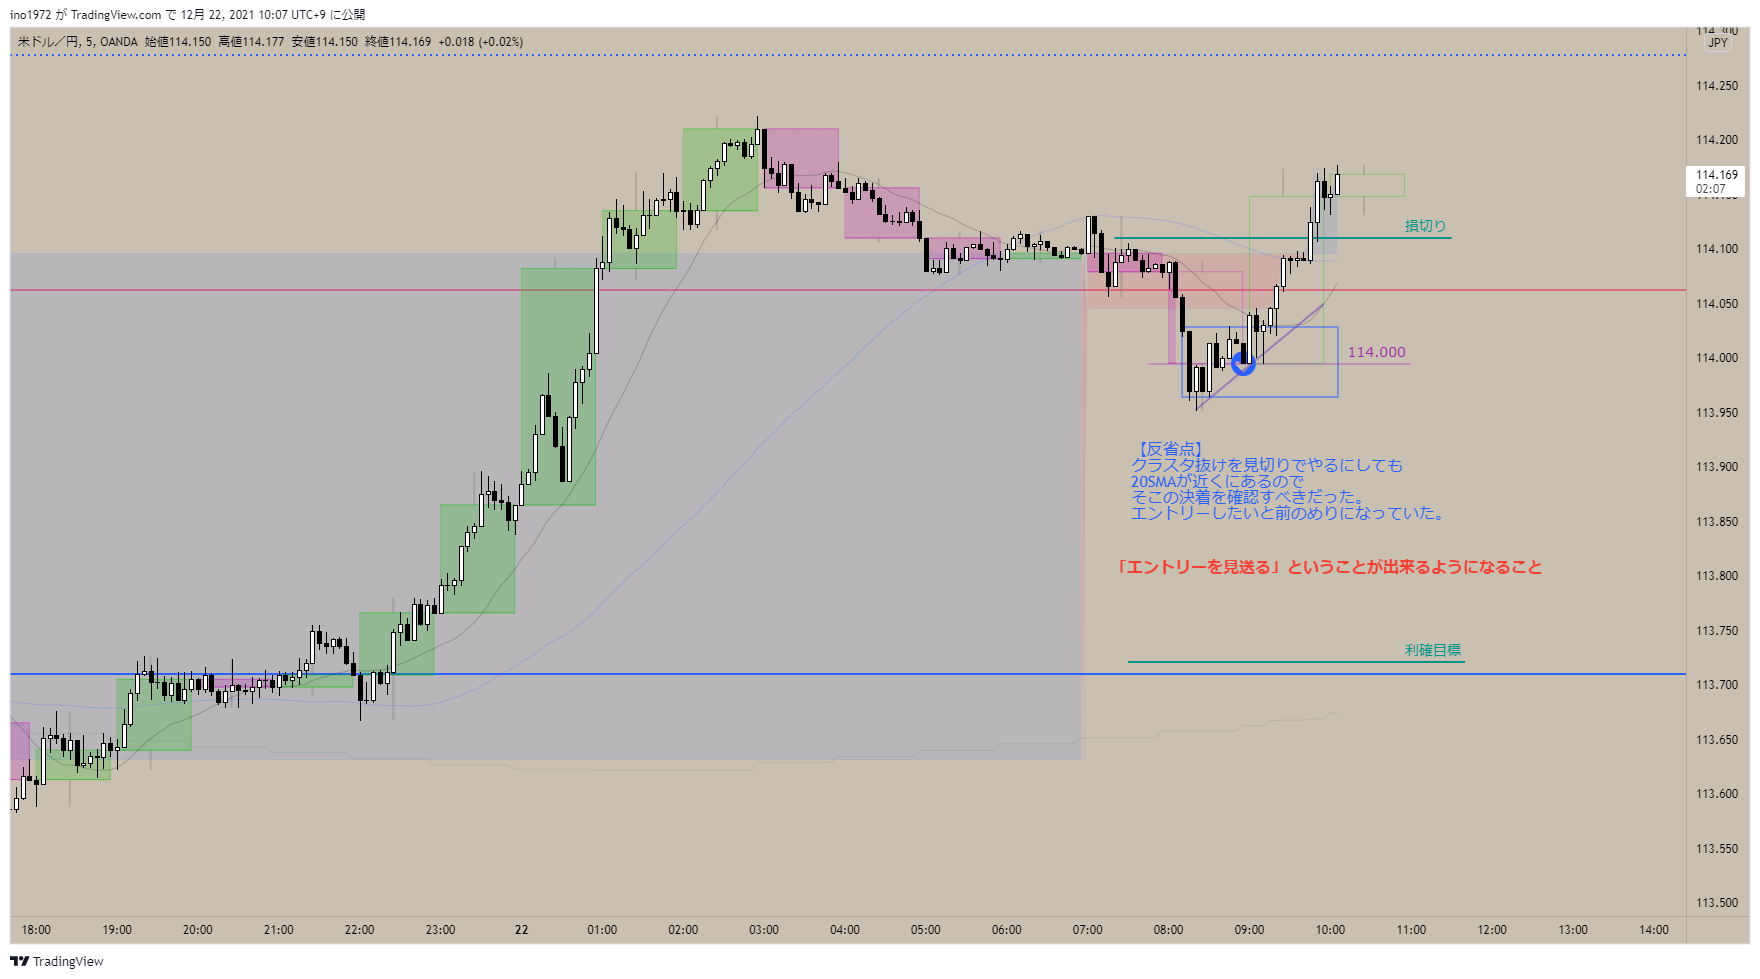 ino1972 が TradingView.com で 12月 22, 2021 10:07 UTC+9 に公開
米ドル／円, 5, OANDA 始値114.150 高値114.177 安値114.150 終値114.169 +0.018 (+0.02%)
114.300
JPY
114.250
114.200
114.169
02:07
損切り
114.100
114.050
114.000
114.000
113.950
【反省点】
クラスタ抜けを見切りでやるにしても
20SMAが近くにあるので
そこの決着を確認すべきだった。
エントリーしたいと前のめりになっていた。
113.900
113.850
「エントリーを見送る」ということが出来るようになること
113.800
113.750
利確目標
113.700
113.650
113.600
113.550
113.500
18:00 19:00 20:00 21:00 22:00 23:00 22 01:00 02:00 03:00 04:00 05:00 06:00 07:00 08:00 09:00 10:00 11:00 12:00 13:00 14:00
TradingView